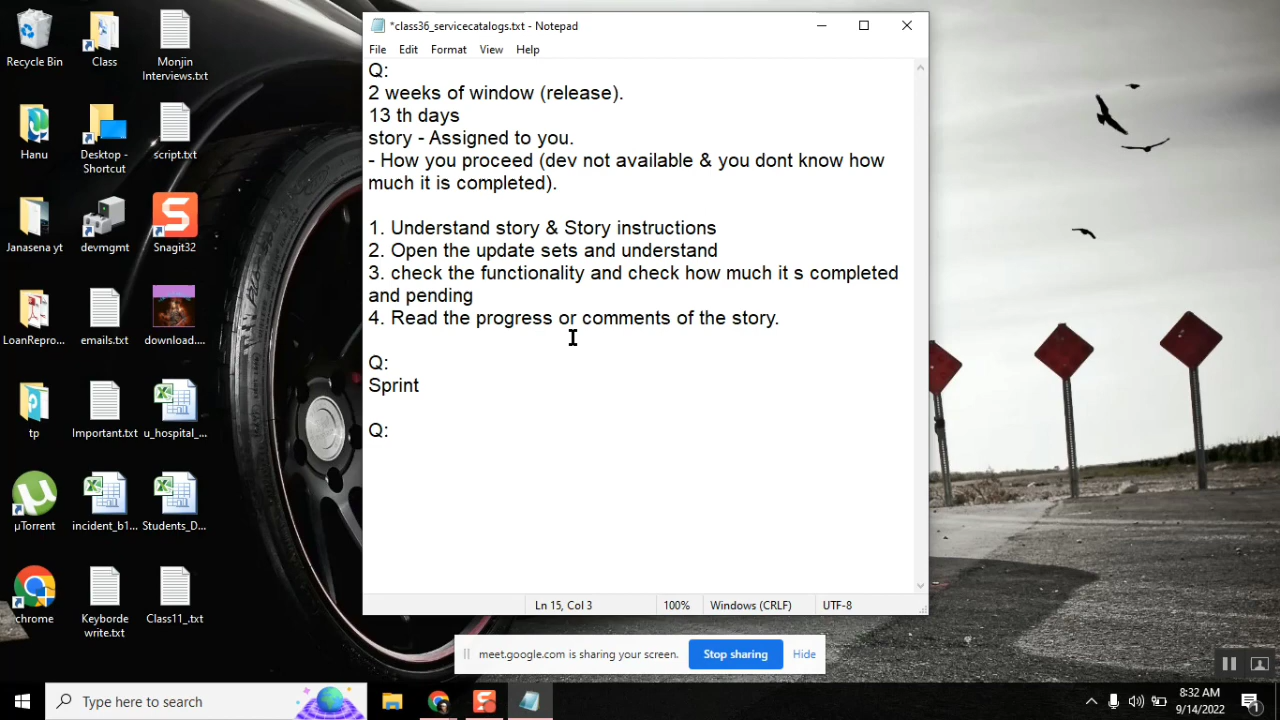 *class36_servicecatalogs.txt - Notepad
File Edit Format View Help
Q:
2 weeks of window (release).
13 th days
story - Assigned to you.
- How you proceed (dev not available & you dont know how
much it is completed).
1. Understand story & Story instructions
2. Open the update sets and understand
3. check the functionality and check how much it s completed
and pending
4. Read the progress or comments of the story.
Q:
Sprint
Q:
Ln 15, Col 3 100% Windows (CRLF) UTF-8
Recycle Bin
Class
Monjin
Interviews.txt
Hanu
Desktop -
Shortcut
script.txt
Janasena yt
devmgmt
Snagit32
LoanRepro...
emails.txt
download....
tp
Important.txt
u_hospital_...
µTorrent
incident_b1...
Students_D...
chrome
Keyborde
write.txt
Class11_.txt
meet.google.com is sharing your screen. Stop sharing Hide
Type here to search
8:32 AM
9/14/2022
1